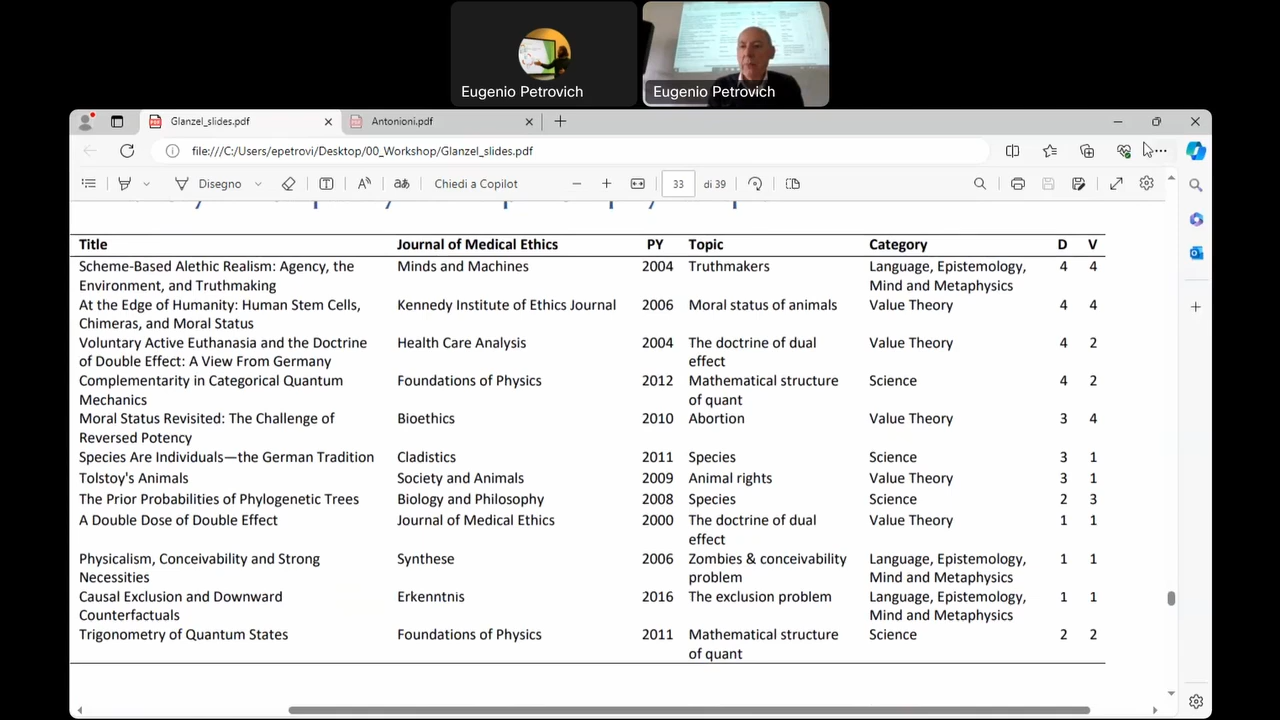 Eugenio Petrovich
Eugenio Petrovich
Glanzel_slides.pdf
Antonioni.pdf
file:///C:/Users/epetrovi/Desktop/00_Workshop/Glanzel_slides.pdf
Disegno
Chiedi a Copilot
33
di 39
Title Journal of Medical Ethics PY Topic Category D V
Scheme-Based Alethic Realism: Agency, the Minds and Machines 2004 Truthmakers Language, Epistemology, 4 4
Environment, and Truthmaking Mind and Metaphysics
At the Edge of Humanity: Human Stem Cells, Kennedy Institute of Ethics Journal 2006 Moral status of animals Value Theory 4 4
Chimeras, and Moral Status
Voluntary Active Euthanasia and the Doctrine Health Care Analysis 2004 The doctrine of dual Value Theory 4 2
of Double Effect: A View From Germany effect
Complementarity in Categorical Quantum Foundations of Physics 2012 Mathematical structure Science 4 2
Mechanics of quant
Moral Status Revisited: The Challenge of Bioethics 2010 Abortion Value Theory 3 4
Reversed Potency
Species Are Individuals—the German Tradition Cladistics 2011 Species Science 3 1
Tolstoy's Animals Society and Animals 2009 Animal rights Value Theory 3 1
The Prior Probabilities of Phylogenetic Trees Biology and Philosophy 2008 Species Science 2 3
A Double Dose of Double Effect Journal of Medical Ethics 2000 The doctrine of dual Value Theory 1 1
effect
Physicalism, Conceivability and Strong Synthese 2006 Zombies & conceivability Language, Epistemology, 1 1
Necessities problem Mind and Metaphysics
Causal Exclusion and Downward Erkenntnis 2016 The exclusion problem Language, Epistemology, 1 1
Counterfactuals Mind and Metaphysics
Trigonometry of Quantum States Foundations of Physics 2011 Mathematical structure Science 2 2
of quant